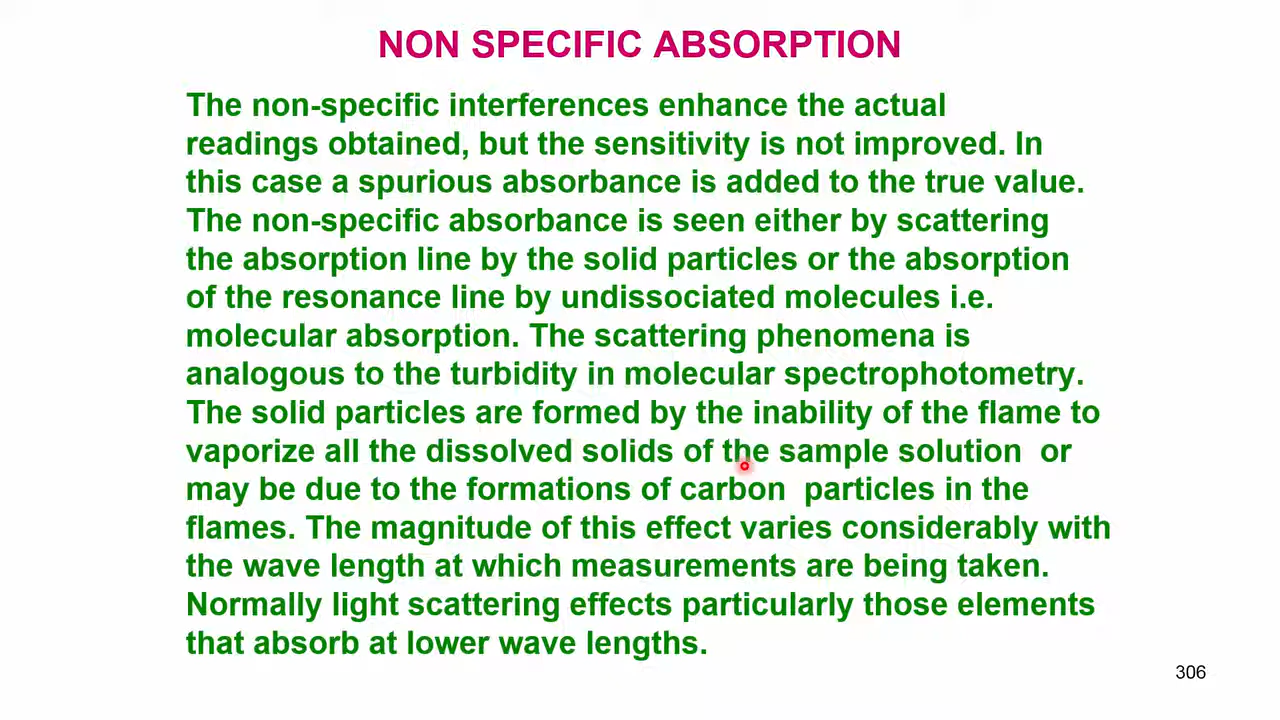 NON SPECIFIC ABSORPTION
The non-specific interferences enhance the actual
readings obtained, but the sensitivity is not improved. In
this case a spurious absorbance is added to the true value.
The non-specific absorbance is seen either by scattering
the absorption line by the solid particles or the absorption
of the resonance line by undissociated molecules i.e.
molecular absorption. The scattering phenomena is
analogous to the turbidity in molecular spectrophotometry.
The solid particles are formed by the inability of the flame to
vaporize all the dissolved solids of the sample solution or
may be due to the formations of carbon particles in the
flames. The magnitude of this effect varies considerably with
the wave length at which measurements are being taken.
Normally light scattering effects particularly those elements
that absorb at lower wave lengths.
306